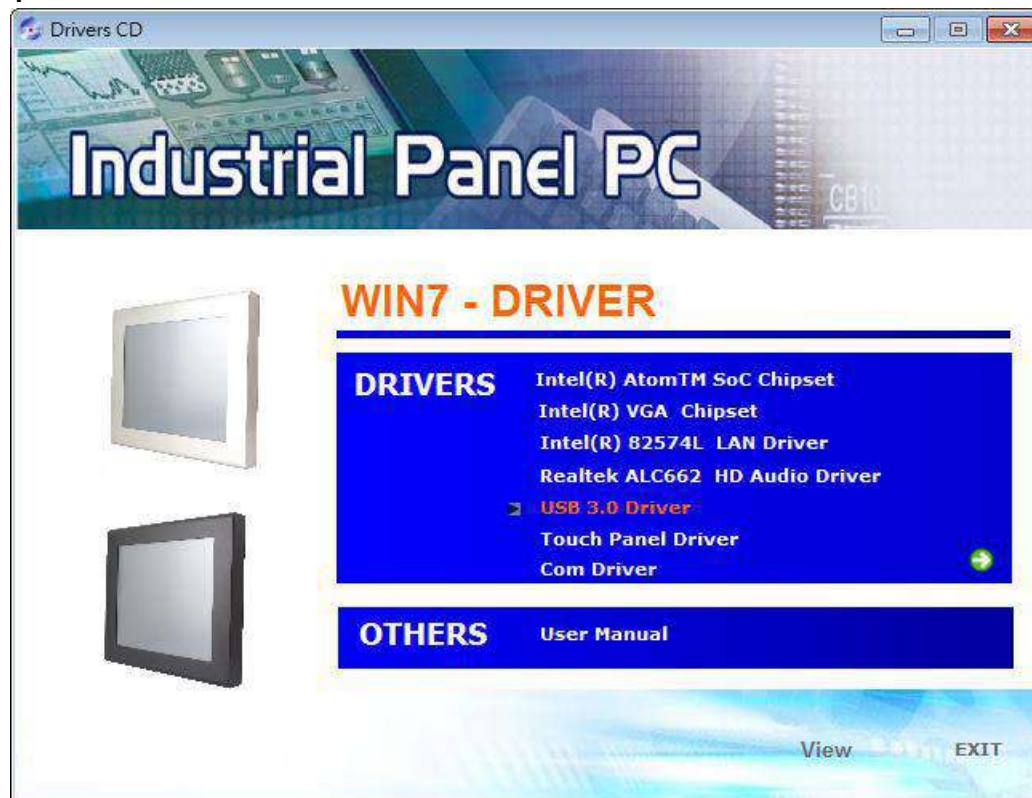 Drivers CD
Industrial Panel PC
CB10
WIN7 - DRIVER
DRIVERS
Intel(R) AtomTM SoC Chipset
Intel(R) VGA Chipset
Intel(R) 82574L LAN Driver
Realtek ALC662 HD Audio Driver
USB 3.0 Driver
Touch Panel Driver
Com Driver
OTHERS
User Manual
View
EXIT